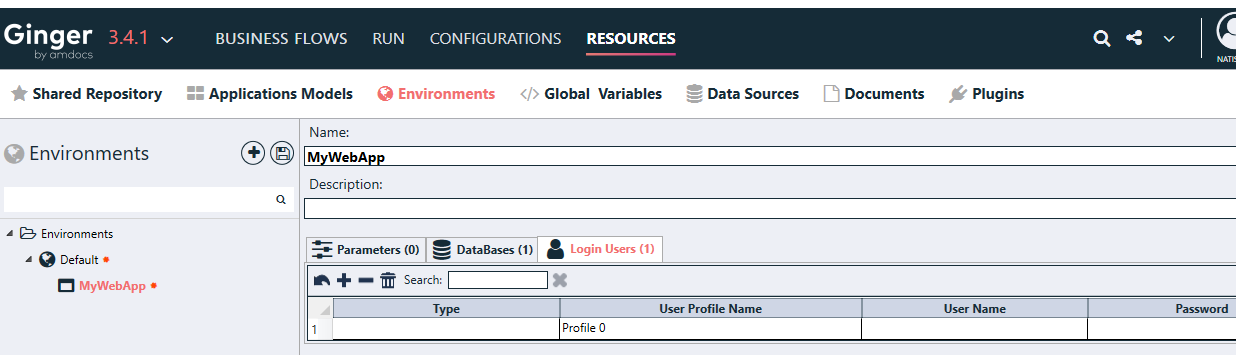 Ginger 3.4.1 BUSINESS FLOWS RUN CONFIGURATIONS RESOURCES
by amdocs
NATIS
Shared Repository Applications Models Environments Global Variables Data Sources Documents Plugins
Environments
Name:
MyWebApp
Description:
Environments
Default
MyWebApp
Parameters (0) DataBases (1) Login Users (1)
Search:
Type User Profile Name User Name Password
1 Profile 0